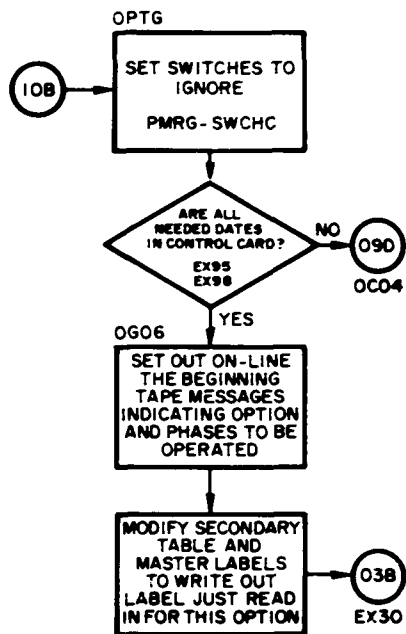 OPTG
SET SWITCHES TO
IGNORE
PMRG-SWCHC
10B
ARE ALL
NEEDED DATES
IN CONTROL CARD?
EX95
EX98
NO
09D
0C04
YES
OG06
SET OUT ON-LINE
THE BEGINNING
TAPE MESSAGES
INDICATING OPTION
AND PHASES TO BE
OPERATED
MODIFY SECONDARY
TABLE AND
MASTER LABELS
TO WRITE OUT
LABEL JUST READ
IN FOR THIS OPTION
03B
EX30